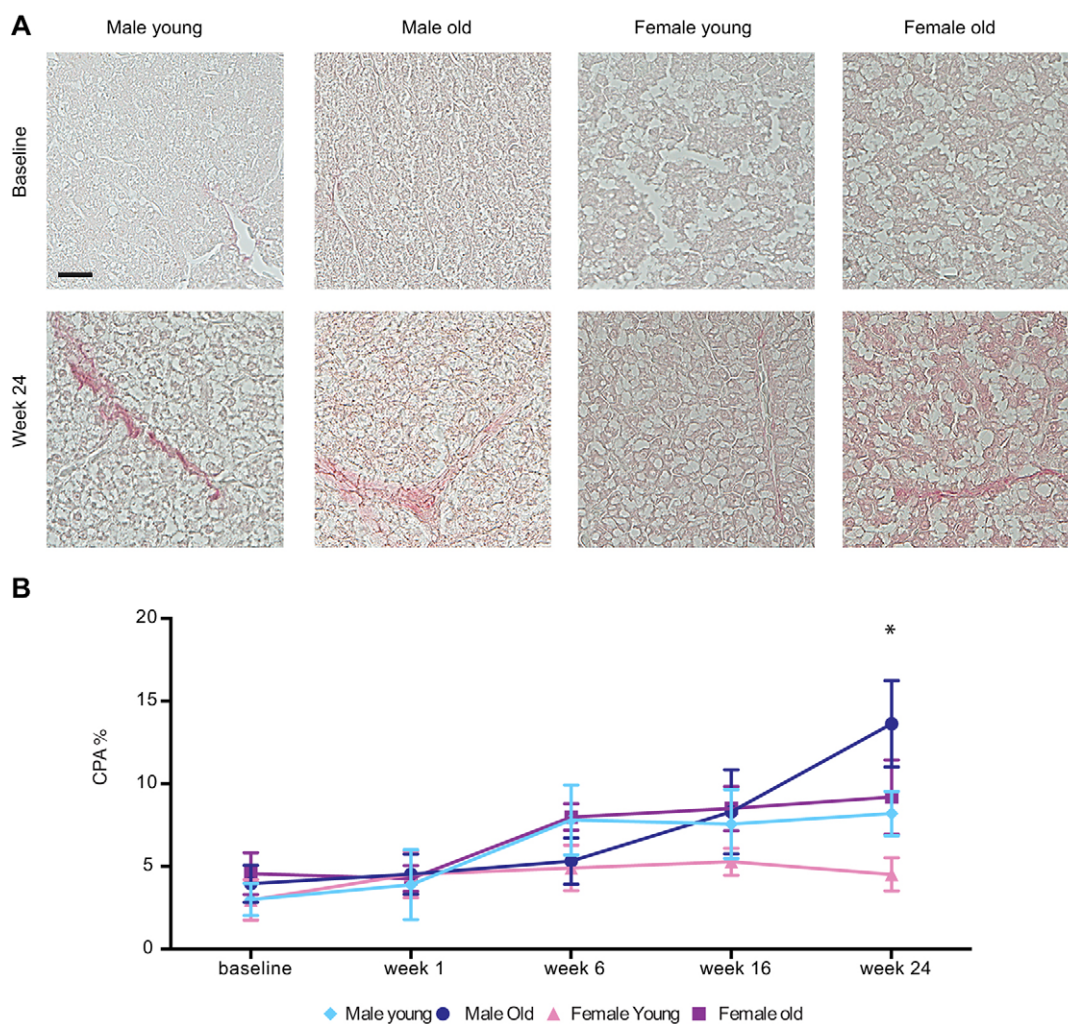 A
Male young
Male old
Female young
Female old
Baseline
Week 24
B
20
*
15
CPA %
10
5
0
baseline
week 1
week 6
week 16
week 24
Male young Male Old Female Young Female old